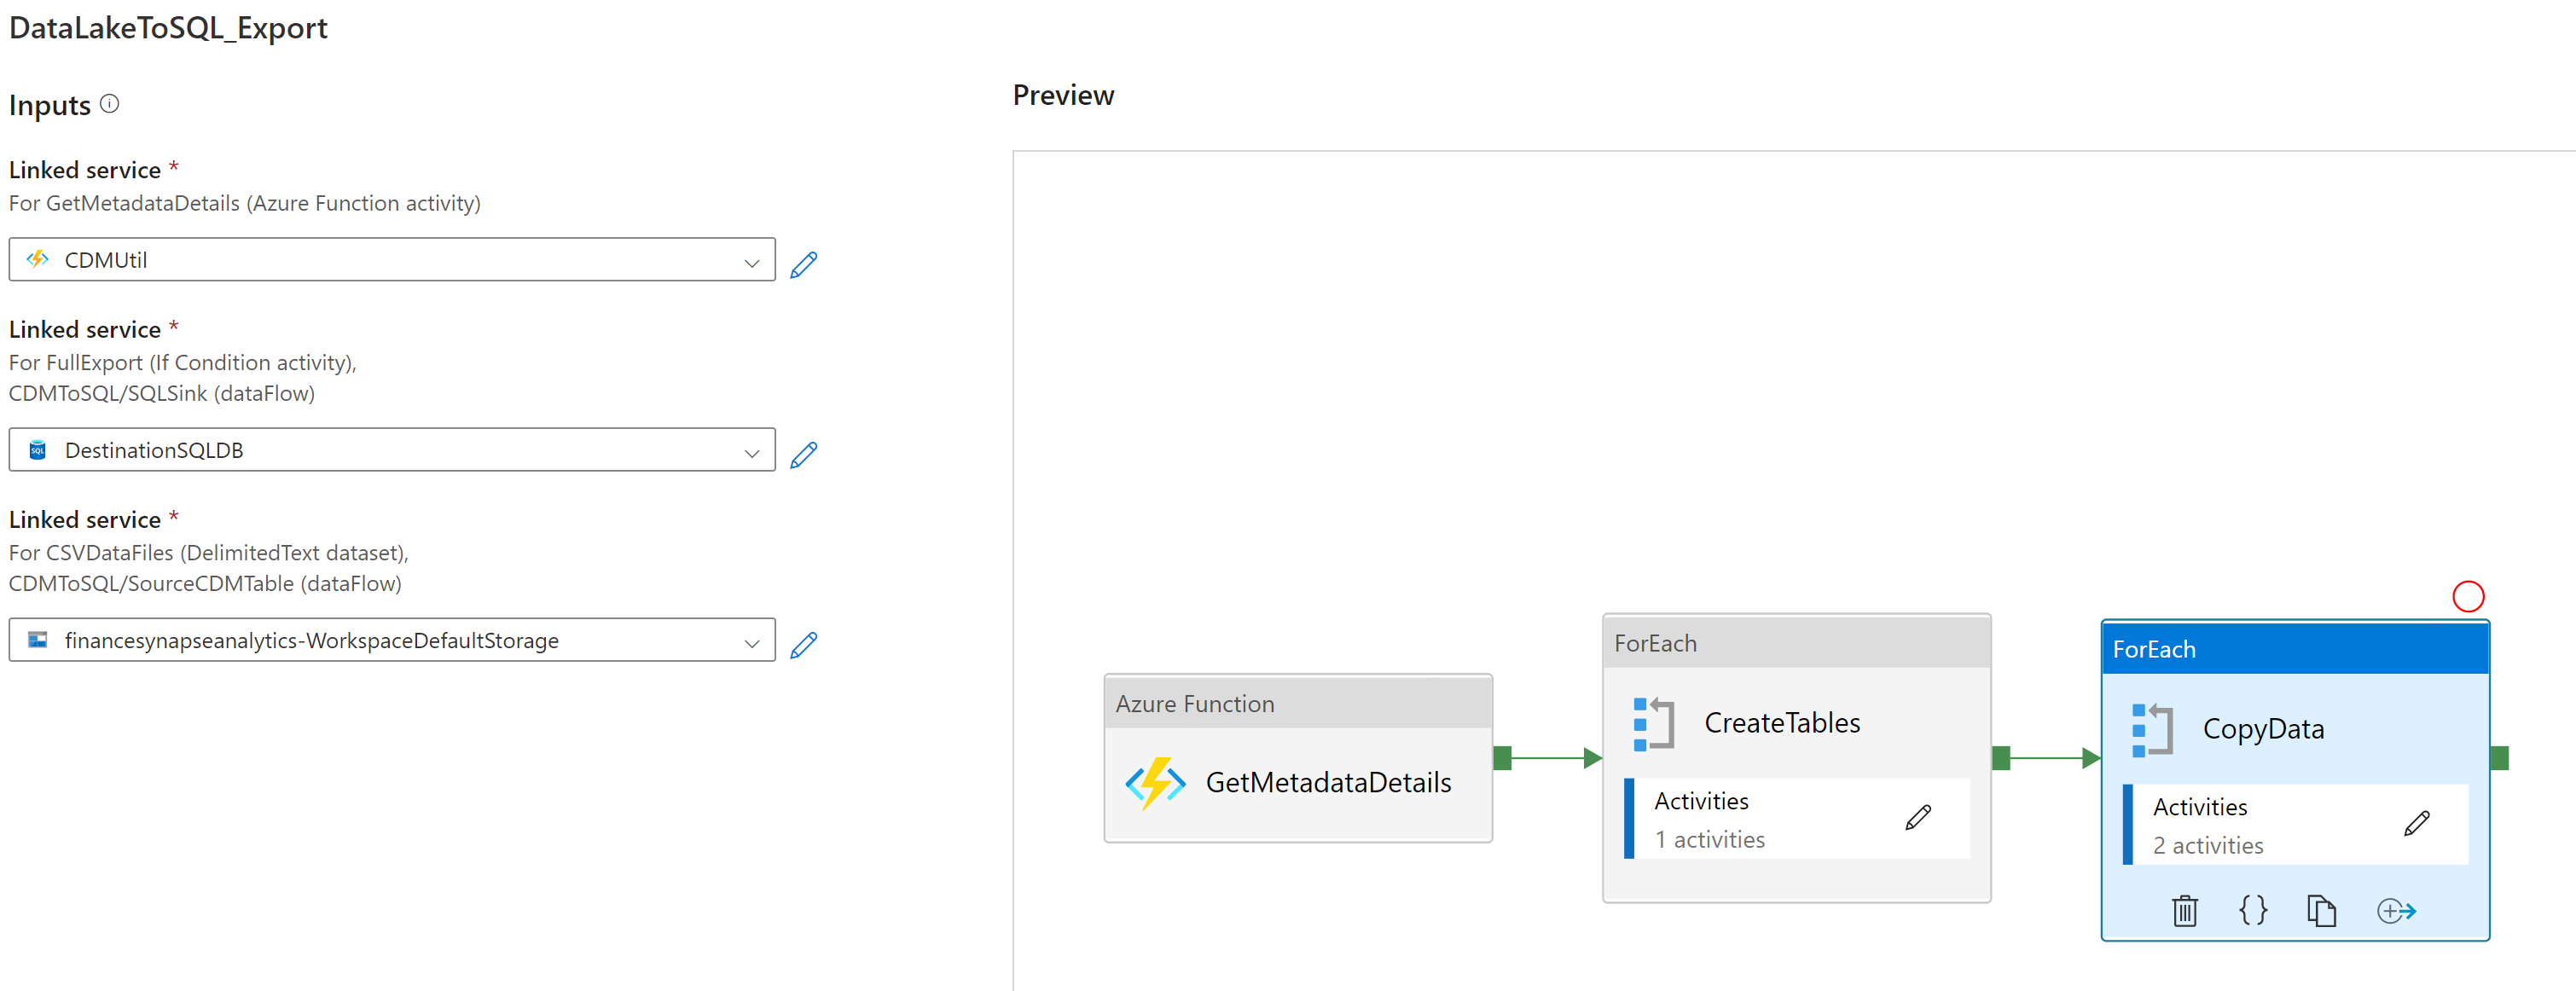 DataLakeToSQL_Export
Inputs
Linked service *
For GetMetadataDetails (Azure Function activity)
CDMUtil
Linked service *
For FullExport (If Condition activity),
CDMToSQL/SQLSink (dataFlow)
SQL DestinationSQLDB
Linked service *
For CSVDataFiles (DelimitedText dataset),
CDMToSQL/SourceCDMTable (dataFlow)
financesynapseanalytics-WorkspaceDefaultStorage
Preview
Azure Function
GetMetadataDetails
ForEach
CreateTables
Activities
1 activities
ForEach
CopyData
Activities
2 activities
{}